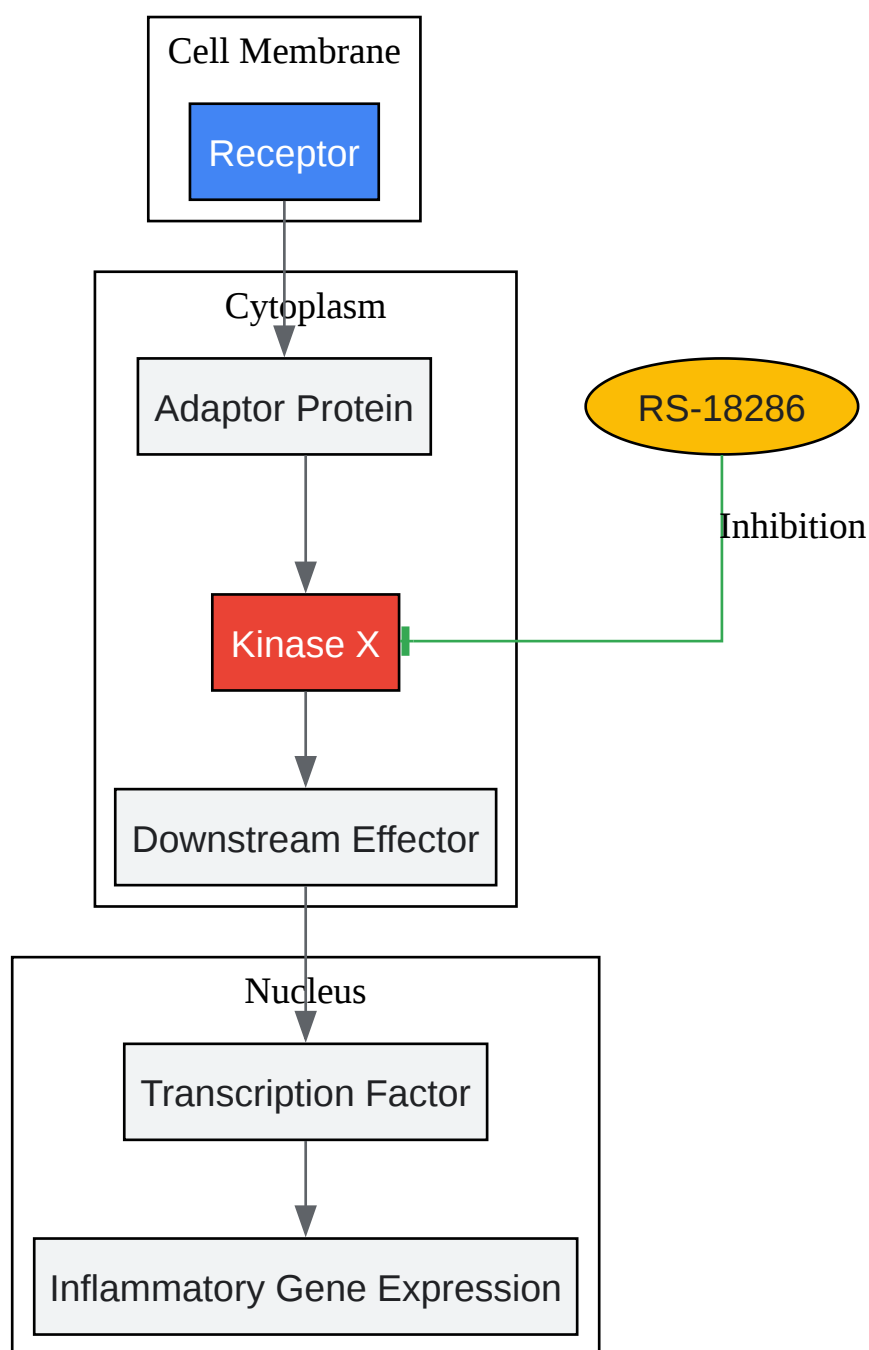 Cell Membrane
Receptor
Cytoplasm
Adaptor Protein
RS-18286
Inhibition
Kinase X
Downstream Effector
Nucleus
Transcription Factor
Inflammatory Gene Expression